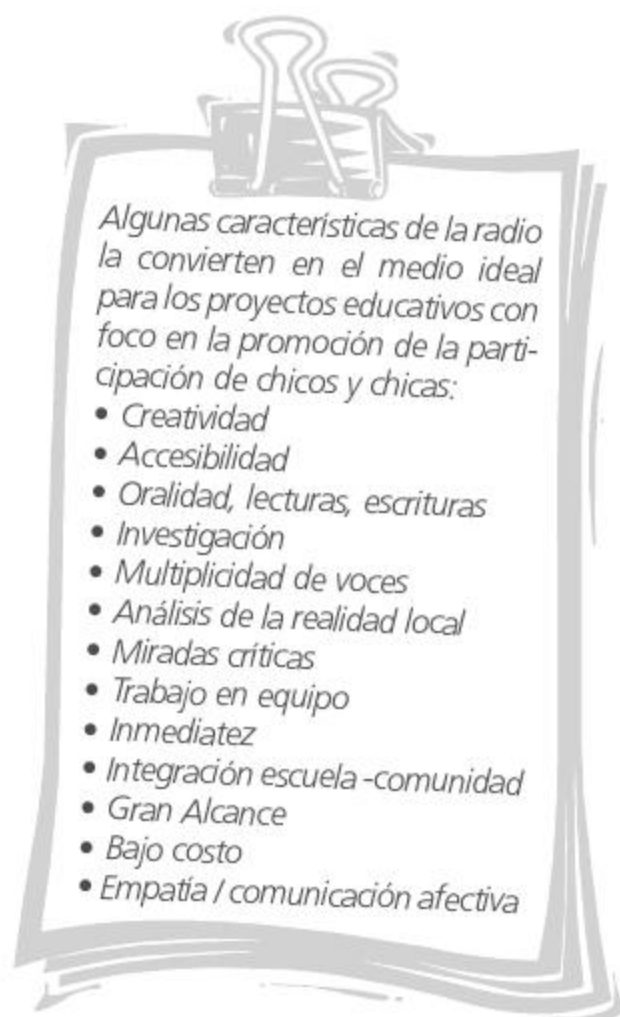 Algunas características de la radio
la convierten en el medio ideal
para los proyectos educativos con
foco en la promoción de la parti-
cipación de chicos y chicas:
• Creatividad
• Accesibilidad
• Oralidad, lecturas, escrituras
• Investigación
• Multiplicidad de voces
• Análisis de la realidad local
• Miradas críticas
• Trabajo en equipo
• Inmediatez
• Integración escuela -comunidad
• Gran Alcance
• Bajo costo
• Empatía / comunicación afectiva